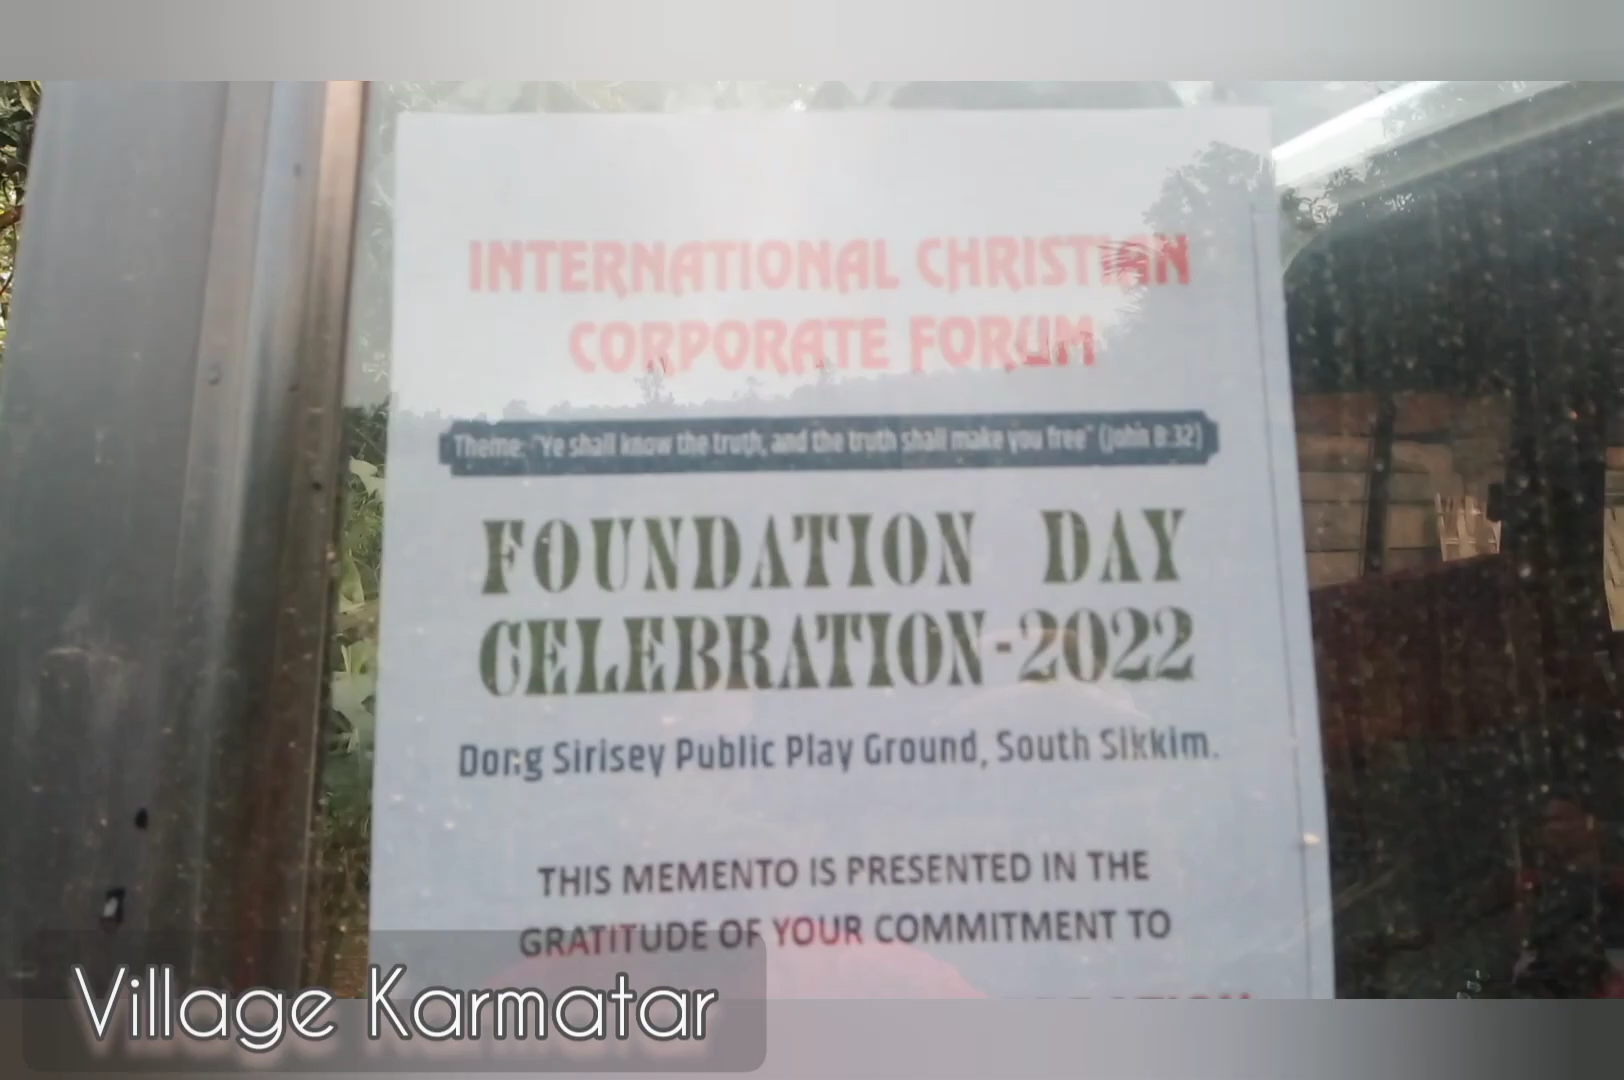 INTERNATIONAL CHRISTIAN
CORPORATE FORUM
Theme: "Ye shall know the truth, and the truth shall make you free" (John 8:32)
FOUNDATION DAY
CELEBRATION-2022
Dong Sirisey Public Play Ground, South Sikkim.
THIS MEMENTO IS PRESENTED IN THE
GRATITUDE OF YOUR COMMITMENT TO
Village Karmatar